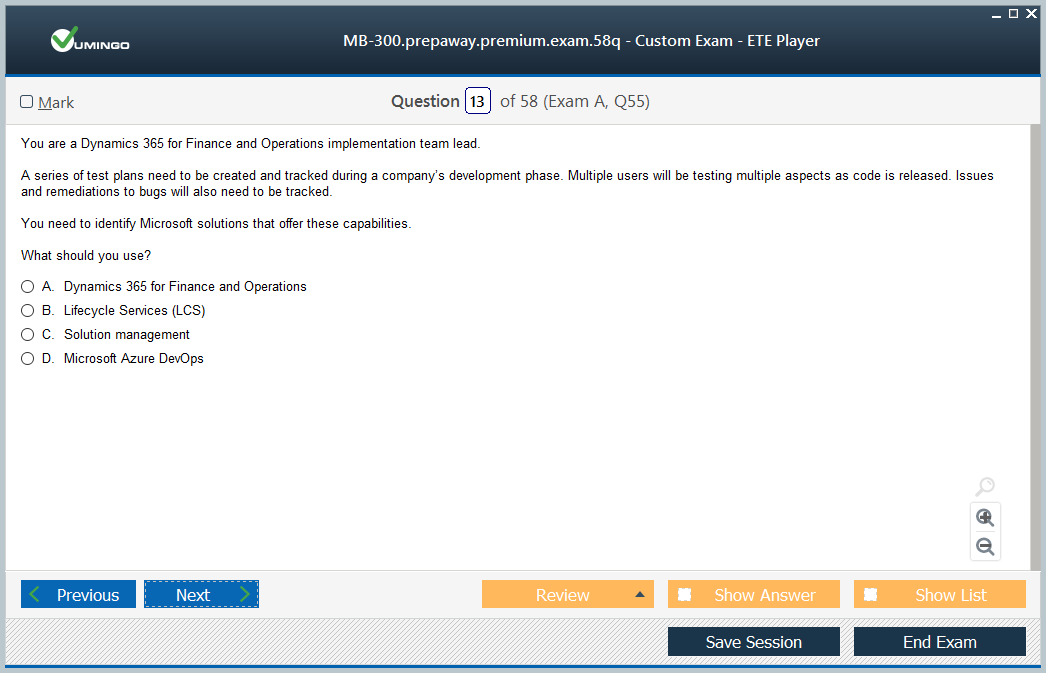 MB-300.prepaway.premium.exam.58q - Custom Exam - ETE Player
VUMINGO
Mark
Question 13 of 58 (Exam A, Q55)
You are a Dynamics 365 for Finance and Operations implementation team lead.
A series of test plans need to be created and tracked during a company's development phase. Multiple users will be testing multiple aspects as code is released. Issues
and remediations to bugs will also need to be tracked.
You need to identify Microsoft solutions that offer these capabilities.
What should you use?
A. Dynamics 365 for Finance and Operations
B. Lifecycle Services (LCS)
C. Solution management
D. Microsoft Azure DevOps
Previous Next Review Show Answer Show List
Save Session End Exam